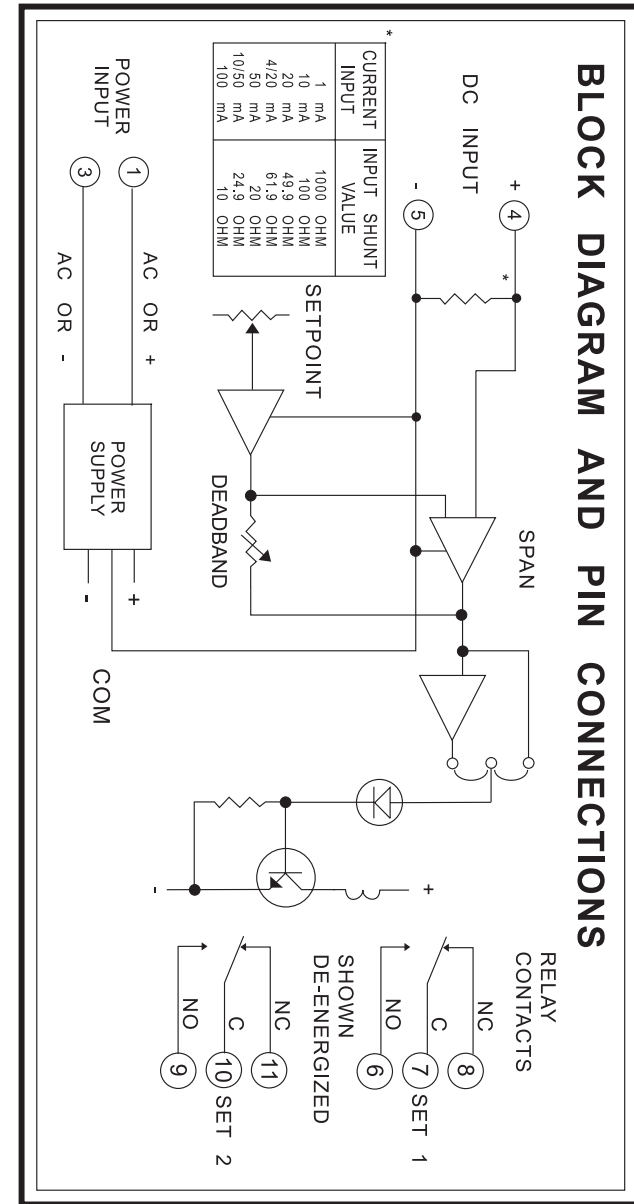 BLOCK DIAGRAM AND PIN CONNECTIONS
DC INPUT
+ 4
- 5
*
*
CURRENT INPUT SHUNT
INPUT VALUE
1 mA 1000 OHM
10 mA 100 OHM
20 mA 49.9 OHM
4/20 mA 61.9 OHM
50 mA 20 OHM
10/50 mA 24.9 OHM
100 mA 10 OHM
SETPOINT
DEADBAND
SPAN
POWER
INPUT
1 AC OR +
3 AC OR -
POWER
SUPPLY
+
-
COM
+
-
RELAY
CONTACTS
NC 8
C 7 SET 1
NO 6
SHOWN
DE-ENERGIZED
NC 11
C 10 SET 2
NO 9